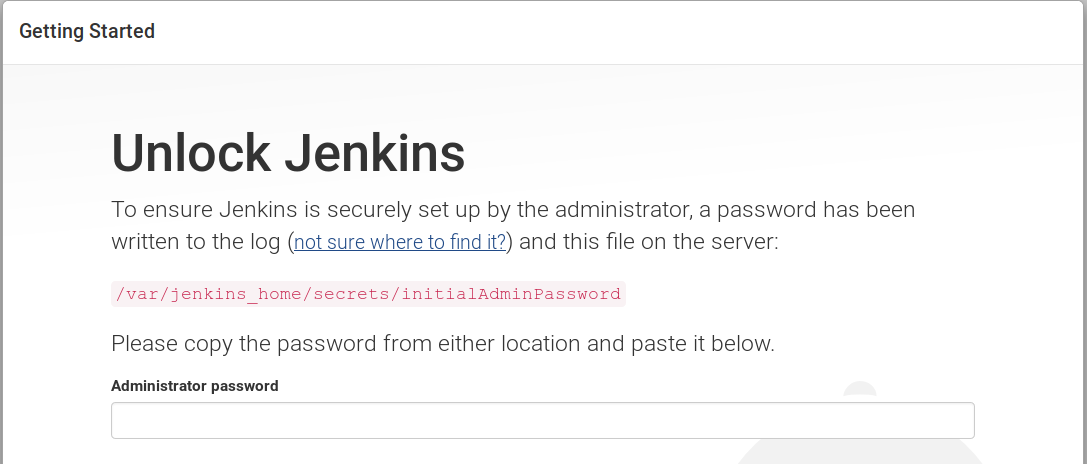 Getting Started
Unlock Jenkins
To ensure Jenkins is securely set up by the administrator, a password has been
written to the log (not sure where to find it?) and this file on the server:
/var/jenkins_home/secrets/initialAdminPassword
Please copy the password from either location and paste it below.
Administrator password